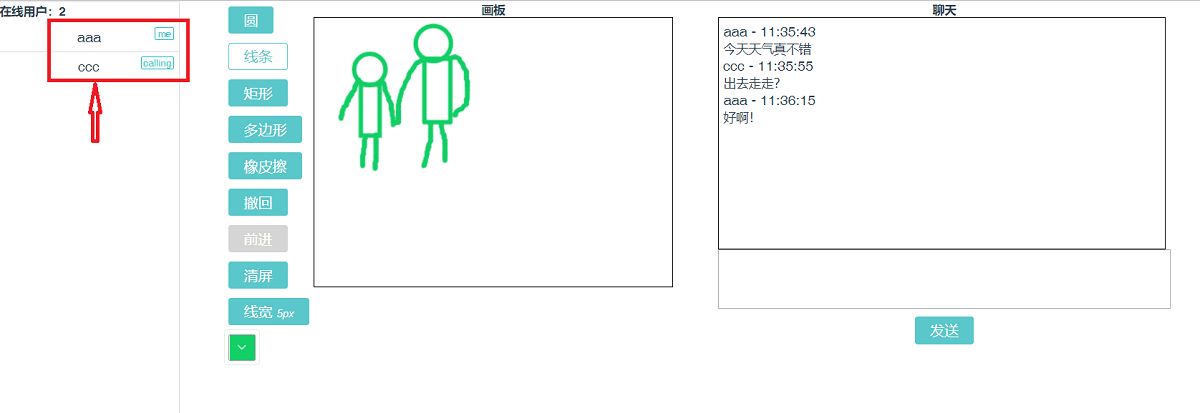 在线用户：2
aaa
me
ccc
calling
圆
线条
矩形
多边形
橡皮擦
撤回
前进
清屏
线宽 5px
画板
聊天
aaa - 11:35:43
今天天气真不错
ccc - 11:35:55
出去走走?
aaa - 11:36:15
好啊!
发送